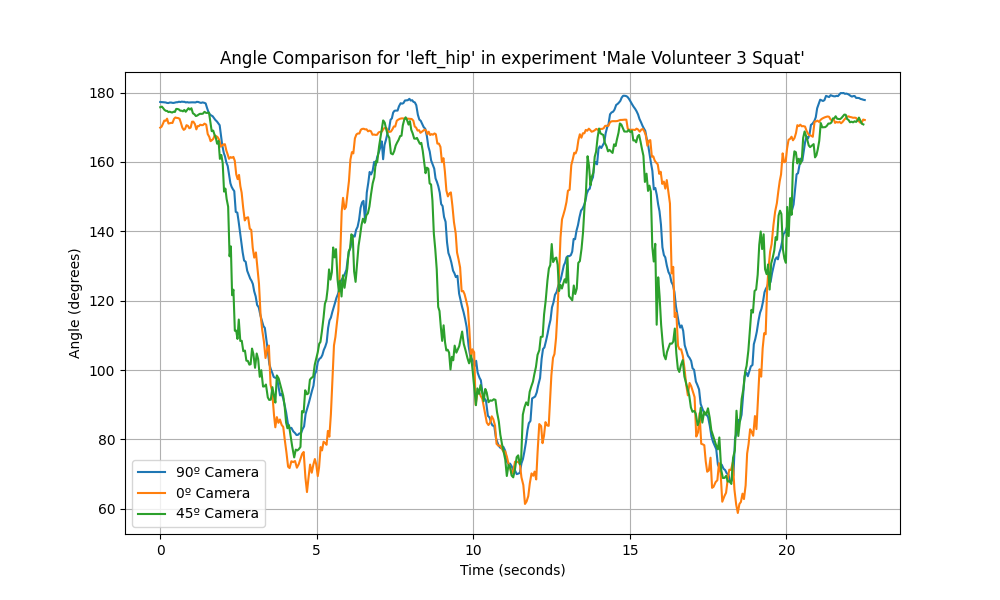 Angle Comparison for 'left_hip' in experiment 'Male Volunteer 3 Squat'
180
160
140
120
100
80
60
Angle (degrees)
90º Camera
0º Camera
45º Camera
0
5
10
15
20
Time (seconds)